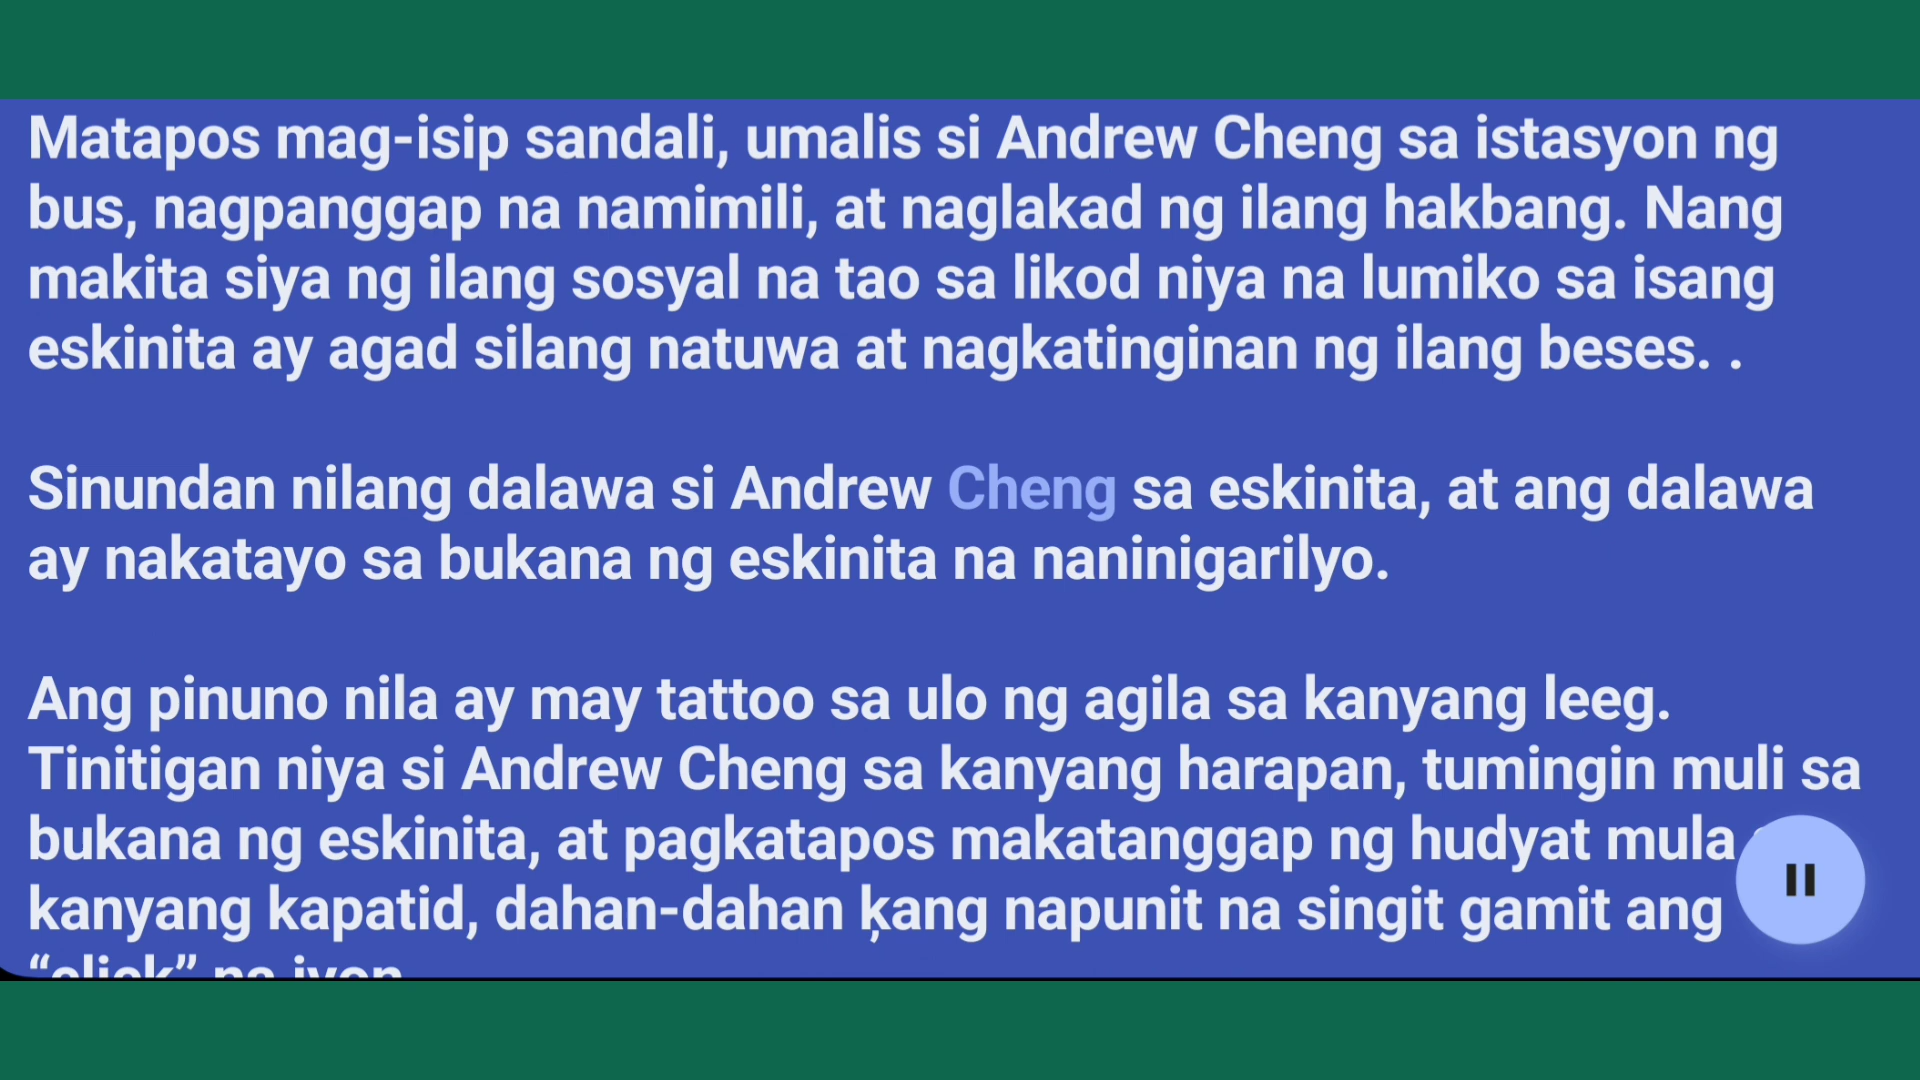 Matapos mag-isip sandali, umalis si Andrew Cheng sa istasyon ng
bus, nagpanggap na namimili, at naglakad ng ilang hakbang. Nang
makita siya ng ilang sosyal na tao sa likod niya na lumiko sa isang
eskinita ay agad silang natuwa at nagkatinginan ng ilang beses. .
Sinundan nilang dalawa si Andrew Cheng sa eskinita, at ang dalawa
ay nakatayo sa bukana ng eskinita na naninigarilyo.
Ang pinuno nila ay may tattoo sa ulo ng agila sa kanyang leeg.
Tinitigan niya si Andrew Cheng sa kanyang harapan, tumingin muli sa
bukana ng eskinita, at pagkatapos makatanggap ng hudyat mula
kanyang kapatid, dahan-dahan ķang napunit na singit gamit ang
“click” na iyon